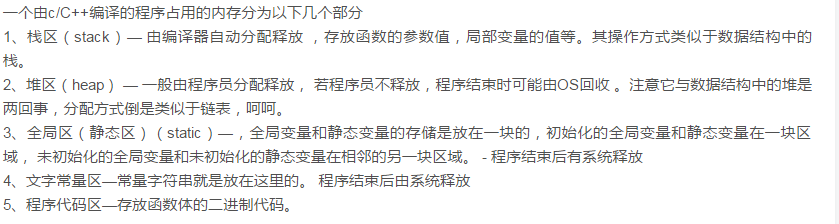 一个由c/C++编译的程序占用的内存分为以下几个部分
1、栈区（stack）— 由编译器自动分配释放 ，存放函数的参数值，局部变量的值等。其操作方式类似于数据结构中的
栈。
2、堆区（heap） — 一般由程序员分配释放， 若程序员不释放，程序结束时可能由OS回收 。注意它与数据结构中的堆是
两回事，分配方式倒是类似于链表，呵呵。
3、全局区（静态区）（static）—，全局变量和静态变量的存储是放在一块的，初始化的全局变量和静态变量在一块区
域， 未初始化的全局变量和未初始化的静态变量在相邻的另一块区域。 - 程序结束后有系统释放
4、文字常量区—常量字符串就是放在这里的。 程序结束后由系统释放
5、程序代码区—存放函数体的二进制代码。